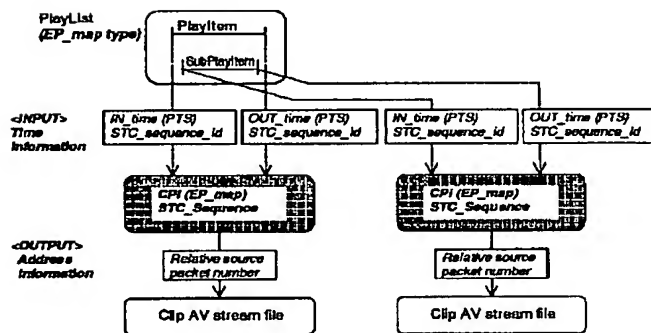 PlayList
(EP_map type)
PlayItem
SubPlayItem
<INPUT>
Time
Information
IN_time (PTS)
STC_sequence_id
OUT_time (PTS)
STC_sequence_id
IN_time (PTS)
STC_sequence_id
OUT_time (PTS)
STC_sequence_id
CPI (EP_map)
STC_Sequence
CPI (EP_map)
STC_Sequence
<OUTPUT>
Address
Information
Relative source
packet number
Relative source
packet number
Clip AV stream file
Clip AV stream file